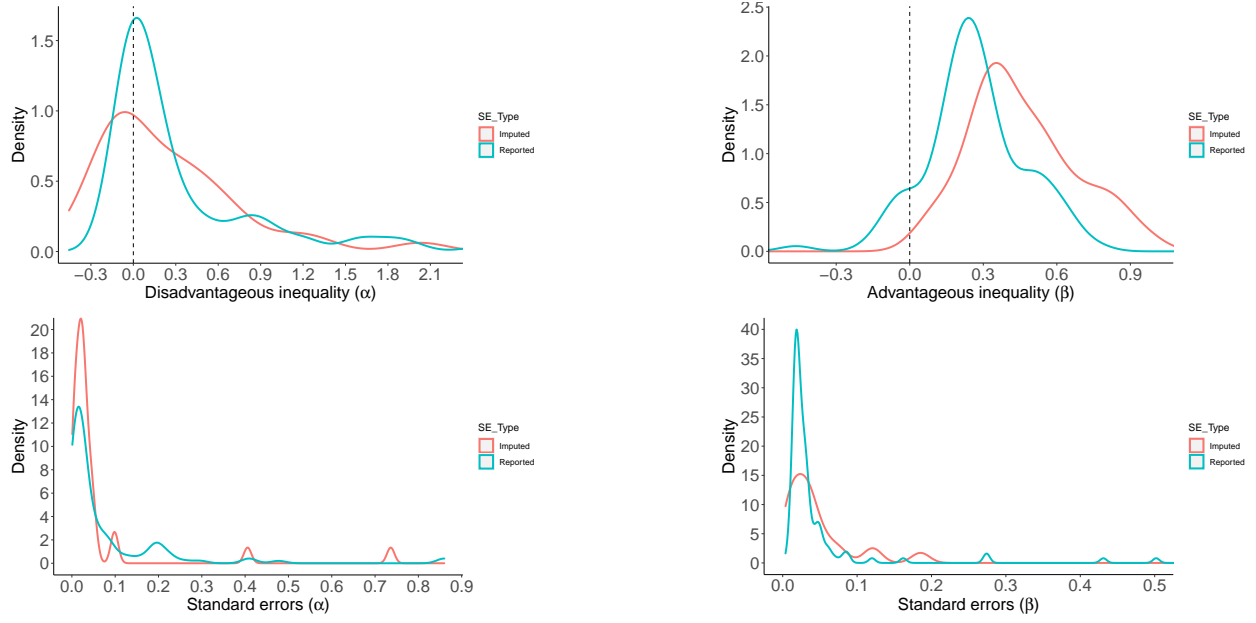 1.5
1.0
0.5
0.0
Density
−0.3 0.0 0.3 0.6 0.9 1.2 1.5 1.8 2.1
Disadvantageous inequality (α)
SE_Type
Imputed
Reported
2.5
2.0
1.5
1.0
0.5
0.0
Density
−0.3 0.0 0.3 0.6 0.9
Advantageous inequality (β)
SE_Type
Imputed
Reported
20
18
16
14
12
10
8
6
4
2
0
Density
0.0 0.1 0.2 0.3 0.4 0.5 0.6 0.7 0.8 0.9
Standard errors (α)
SE_Type
Imputed
Reported
40
35
30
25
20
15
10
5
0
Density
0.0 0.1 0.2 0.3 0.4 0.5
Standard errors (β)
SE_Type
Imputed
Reported